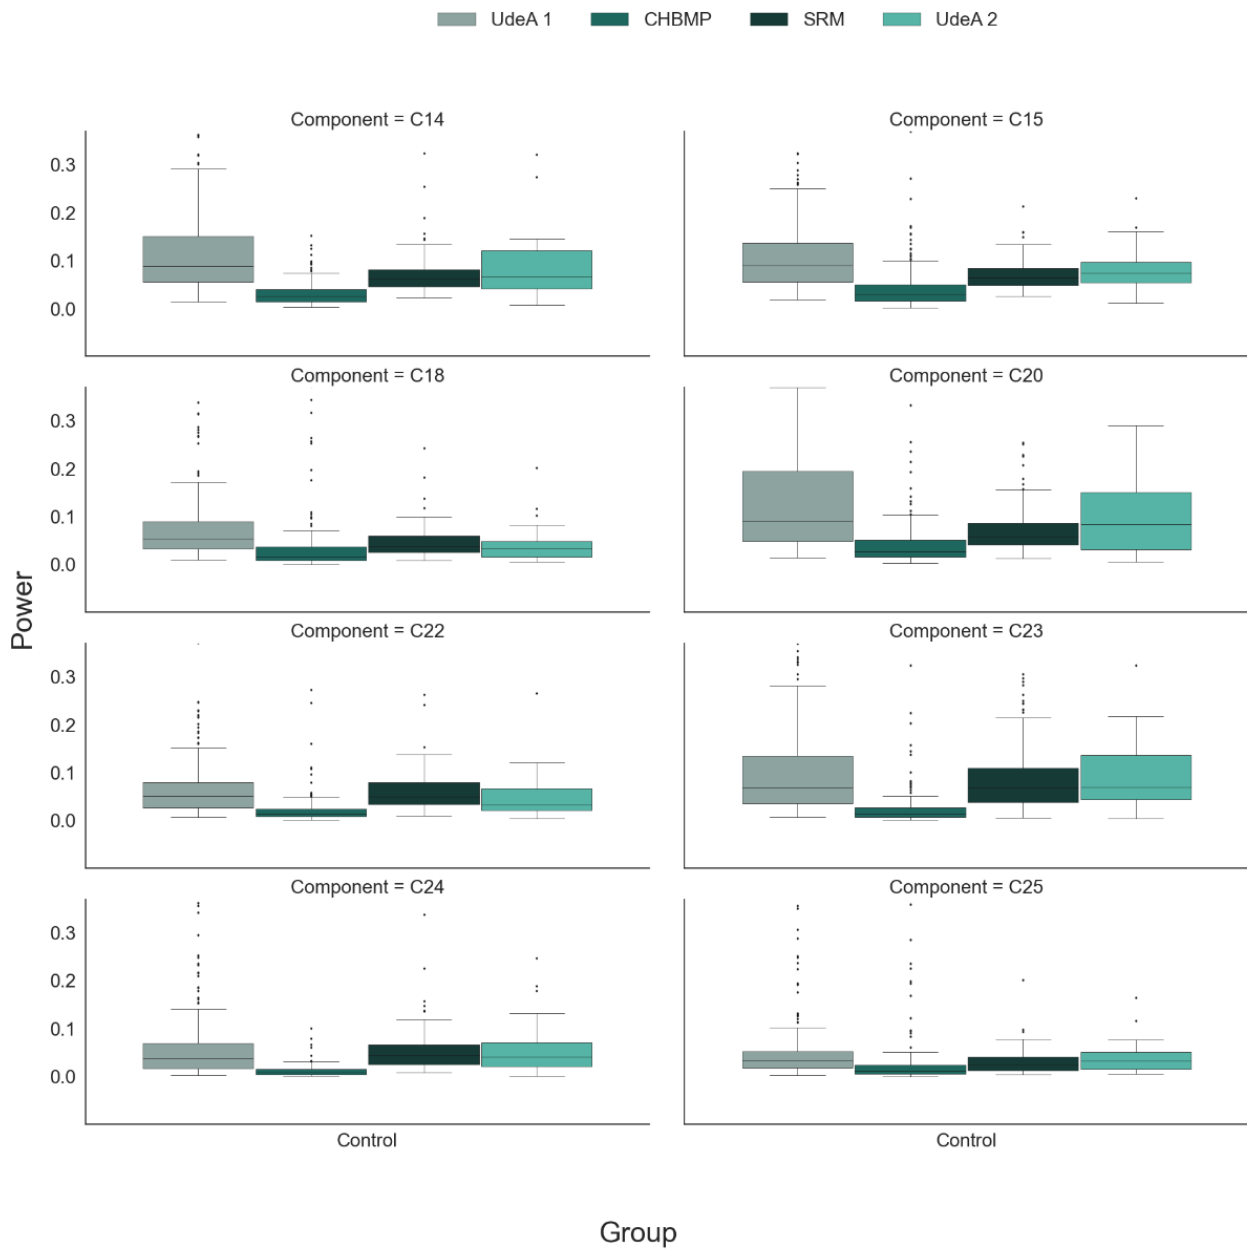 UdeA 1 CHBMP SRM UdeA 2
Component = C14 Component = C15
0.3
0.2
0.1
0.0
Component = C18 Component = C20
0.3
0.2
0.1
0.0
Power
Component = C22 Component = C23
0.3
0.2
0.1
0.0
Component = C24 Component = C25
0.3
0.2
0.1
0.0
Control Control
Group